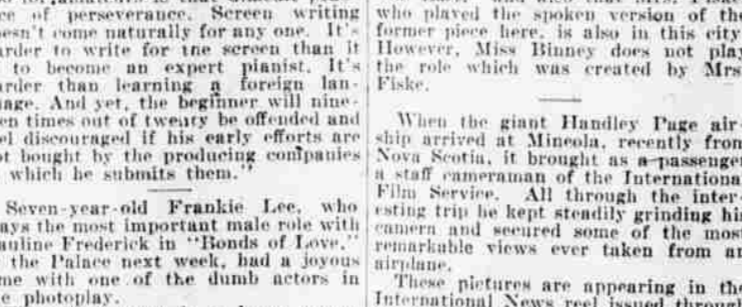 ce of perseverance. Screen writing
esn't come naturally for any one. It's
rder to write for the screen than it
to become an expert pianist. It's
rder than learning a foreign lan-
age. And yet, the beginner will nine-
en times out of twenty be offended and
el discouraged if his early efforts are
t bought by the producing companies
which he submits them."
Seven-year-old Frankie Lee, who
ays the most important male role with
auline Frederick in "Bonds of Love,"
the Palace next week, had a joyous
me with one of the dumb actors in
e photoplay.
who played the spoken version of the
former piece here, is also in this city.
However, Miss Binney does not play
the role which was created by Mrs.
Fiske.
When the giant Handley Page air-
ship arrived at Mineola, recently from
Nova Scotia, it brought as a passenger
a staff cameraman of the International
Film Service. All through the inter-
esting trip he kept steadily grinding his
camera and secured some of the most
remarkable views ever taken from an
airplane.
These pictures are appearing in the
International News reel issued through